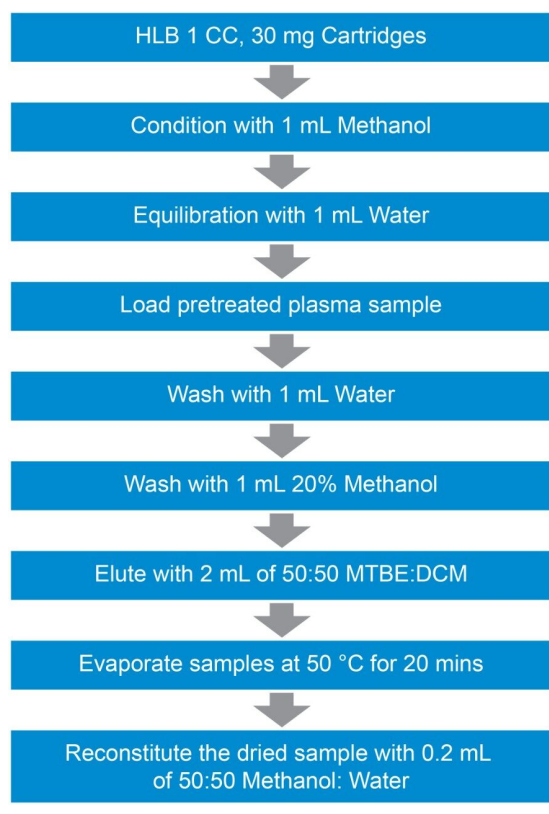 HLB 1 CC, 30 mg Cartridges
Condition with 1 mL Methanol
Equilibration with 1 mL Water
Load pretreated plasma sample
Wash with 1 mL Water
Wash with 1 mL 20% Methanol
Elute with 2 mL of 50:50 MTBE:DCM
Evaporate samples at 50 °C for 20 mins
Reconstitute the dried sample with 0.2 mL
of 50:50 Methanol: Water